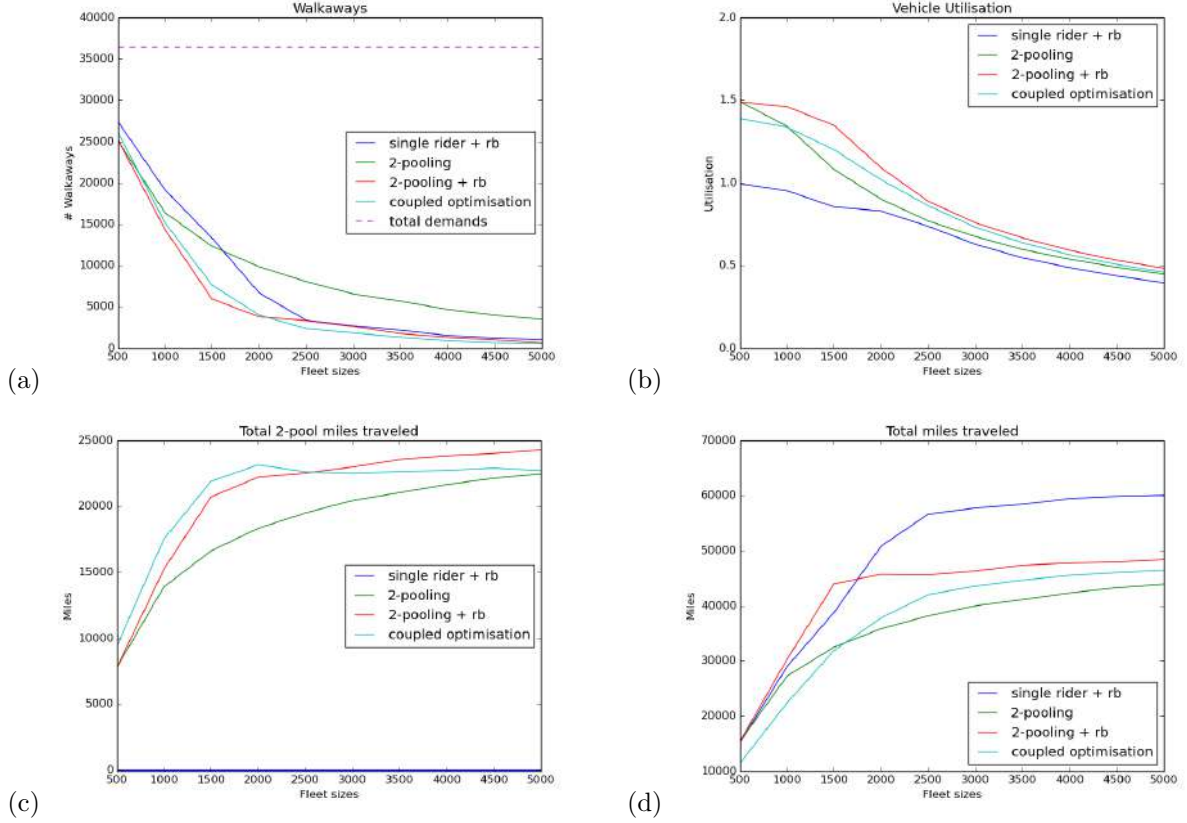 Walkaways
40000
35000
30000
25000
20000
15000
10000
5000
0
# Walkaways
single rider + rb
2-pooling
2-pooling + rb
coupled optimisation
total demands
500 1000 1500 2000 2500 3000 3500 4000 4500 5000
Fleet sizes
(a)
Vehicle Utilisation
2.0
1.5
1.0
0.5
0.0
Utilisation
single rider + rb
2-pooling
2-pooling + rb
coupled optimisation
500 1000 1500 2000 2500 3000 3500 4000 4500 5000
Fleet sizes
(b)
Total 2-pool miles traveled
25000
20000
15000
10000
5000
0
Miles
single rider + rb
2-pooling
2-pooling + rb
coupled optimisation
500 1000 1500 2000 2500 3000 3500 4000 4500 5000
Fleet sizes
(c)
Total miles traveled
70000
60000
50000
40000
30000
20000
10000
Miles
single rider + rb
2-pooling
2-pooling + rb
coupled optimisation
500 1000 1500 2000 2500 3000 3500 4000 4500 5000
Fleet sizes
(d)